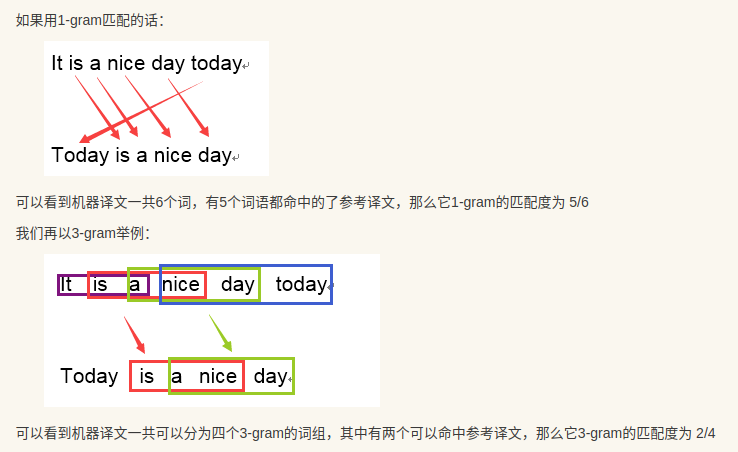 如果用1-gram匹配的话：
It is a nice day today
Today is a nice day
可以看到机器译文一共6个词，有5个词语都命中的了参考译文，那么它1-gram的匹配度为 5/6
我们再以3-gram举例：
It is a nice day today
Today is a nice day
可以看到机器译文一共可以分为四个3-gram的词组，其中有两个可以命中参考译文，那么它3-gram的匹配度为 2/4